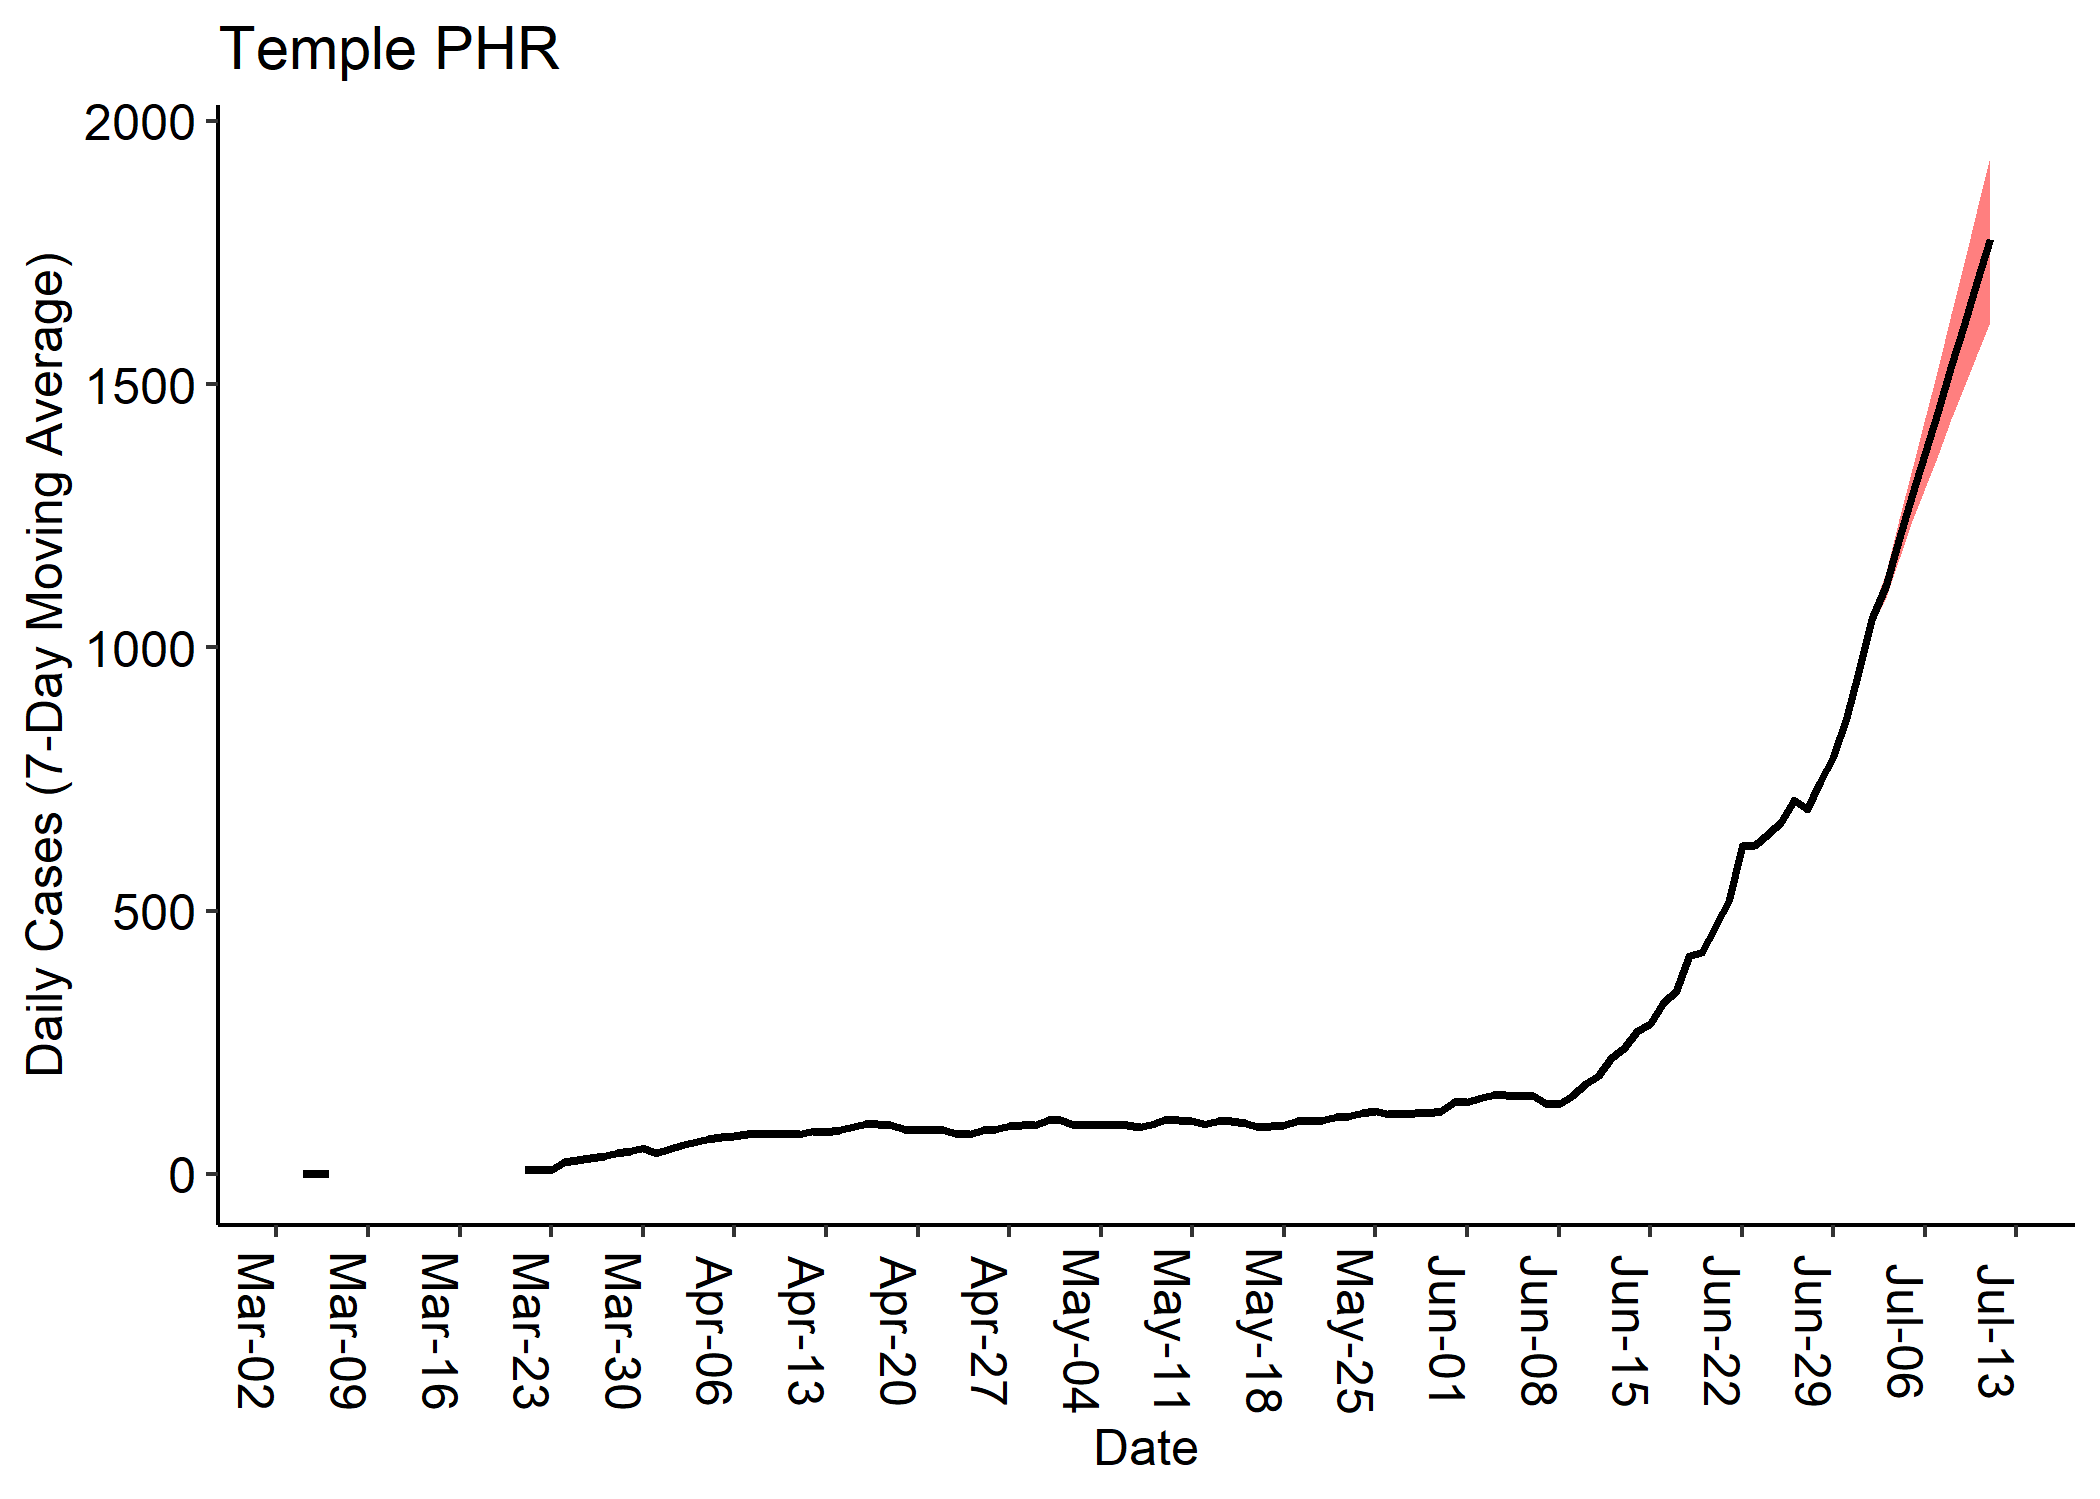 Temple PHR
Daily Cases (7-Day Moving Average)
2000
1500
1000
500
0
Mar-02
Mar-09
Mar-16
Mar-23
Mar-30
Apr-06
Apr-13
Apr-20
Apr-27
May-04
May-11
May-18
May-25
Jun-01
Jun-08
Jun-15
Jun-22
Jun-29
Jul-06
Jul-13
Date